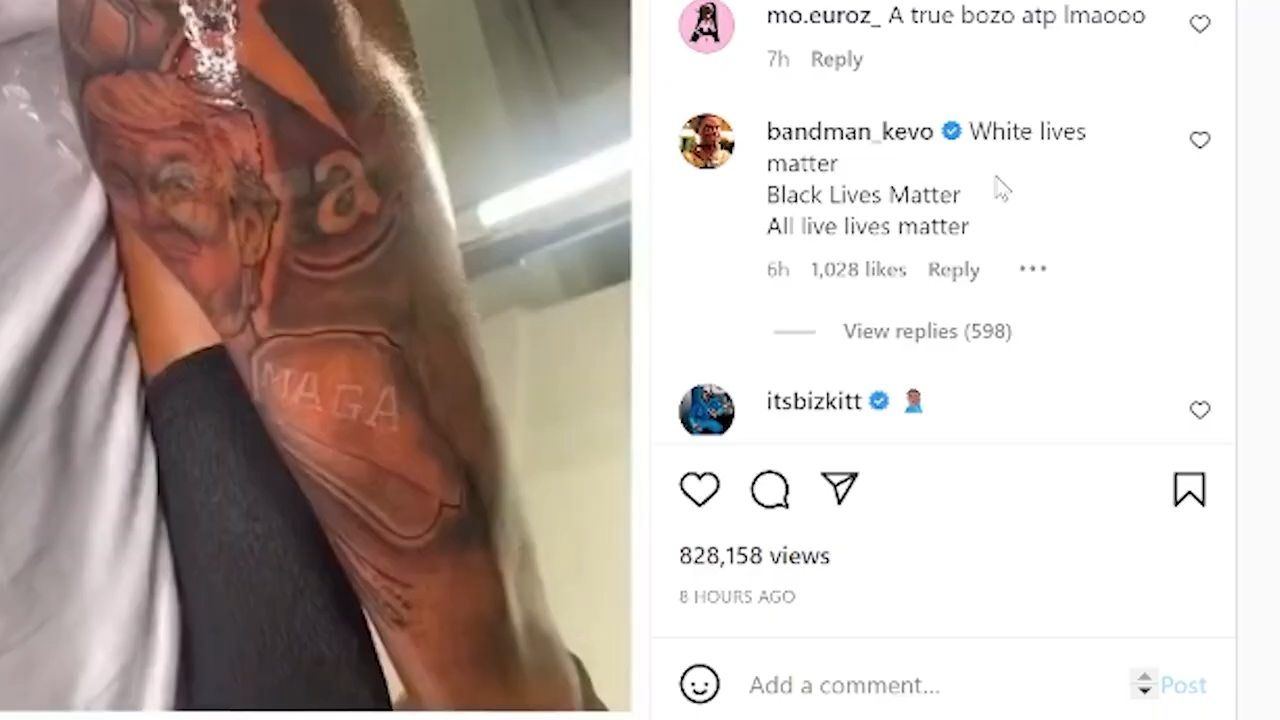 mo.euroz_ A true bozo atp lmaooo
7h Reply
bandman_kevo White lives
matter
Black Lives Matter
All live lives matter
6h 1,028 likes Reply
View replies (598)
itsbizkitt
828,158 views
8 HOURS AGO
Add a comment...
Post
a
MAGA